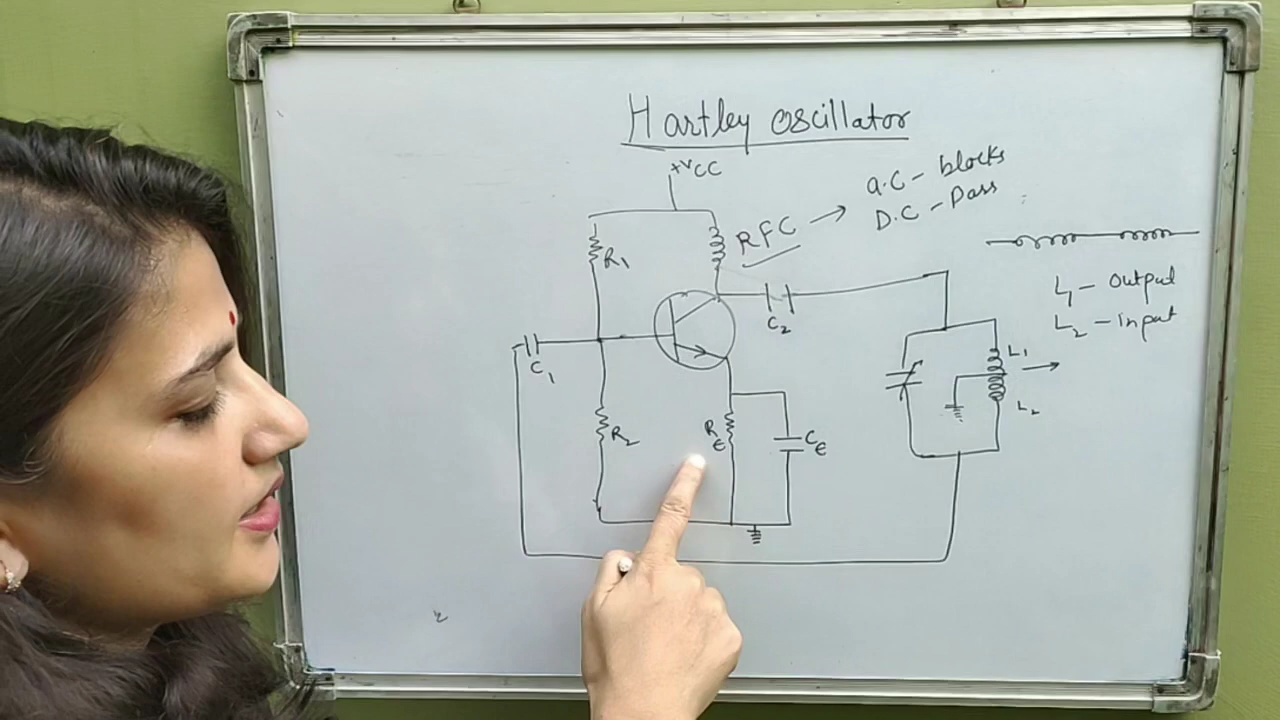 Hartley oscillator
+VCC
a.c - blocks
D.C - Pass
RFC
R1
C2
L1 - Output
L2 - input
C1
L1
L2
R2
RE
CE